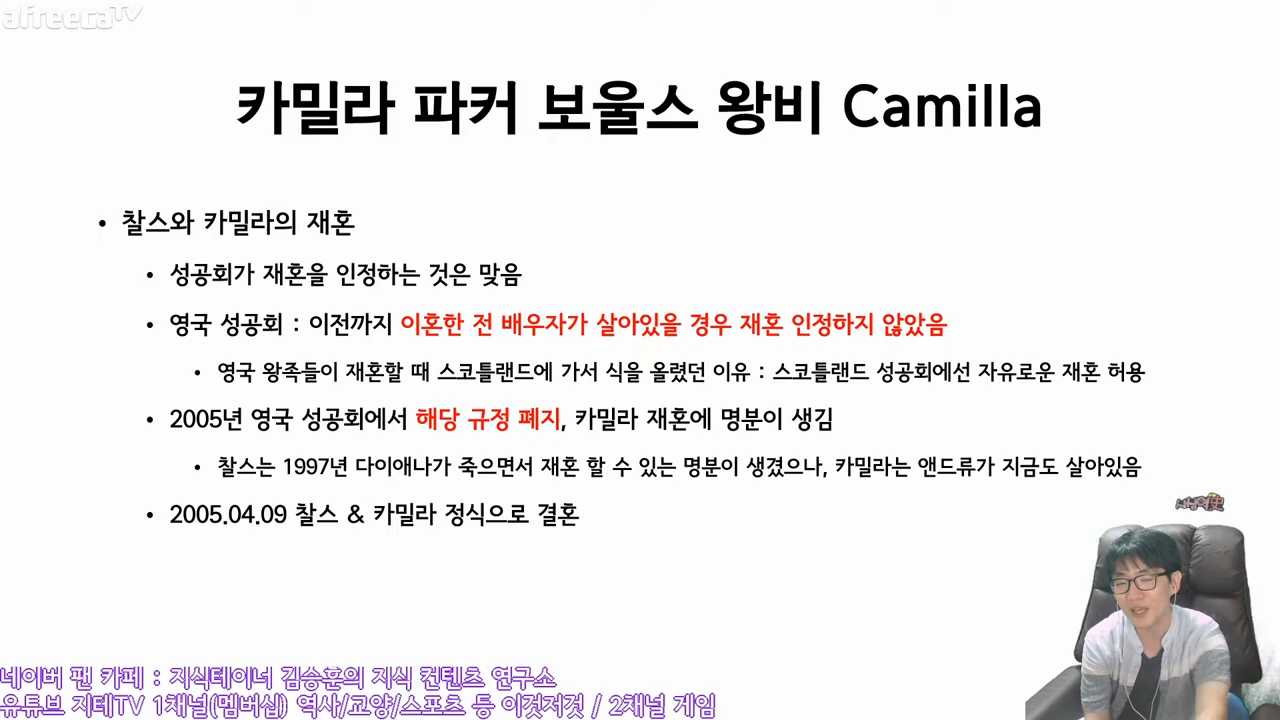 afreecaTV
카밀라 파커 보울스 왕비 Camilla
• 찰스와 카밀라의 재혼
• 성공회가 재혼을 인정하는 것은 맞음
• 영국 성공회 : 이전까지 이혼한 전 배우자가 살아있을 경우 재혼 인정하지 않았음
• 영국 왕족들이 재혼할 때 스코틀랜드에 가서 식을 올렸던 이유 : 스코틀랜드 성공회에선 자유로운 재혼 허용
• 2005년 영국 성공회에서 해당 규정 폐지, 카밀라 재혼에 명분이 생김
• 찰스는 1997년 다이애나가 죽으면서 재혼 할 수 있는 명분이 생겼으나, 카밀라는 앤드류가 지금도 살아있음
• 2005.04.09 찰스 & 카밀라 정식으로 결혼
네이버 팬 카페 : 지식테이너 김승훈의 지식 컨텐츠 연구소
유튜브 지테TV 1채널(멤버십) 역사/교양/스포츠 등 이것저것 / 2채널 게임